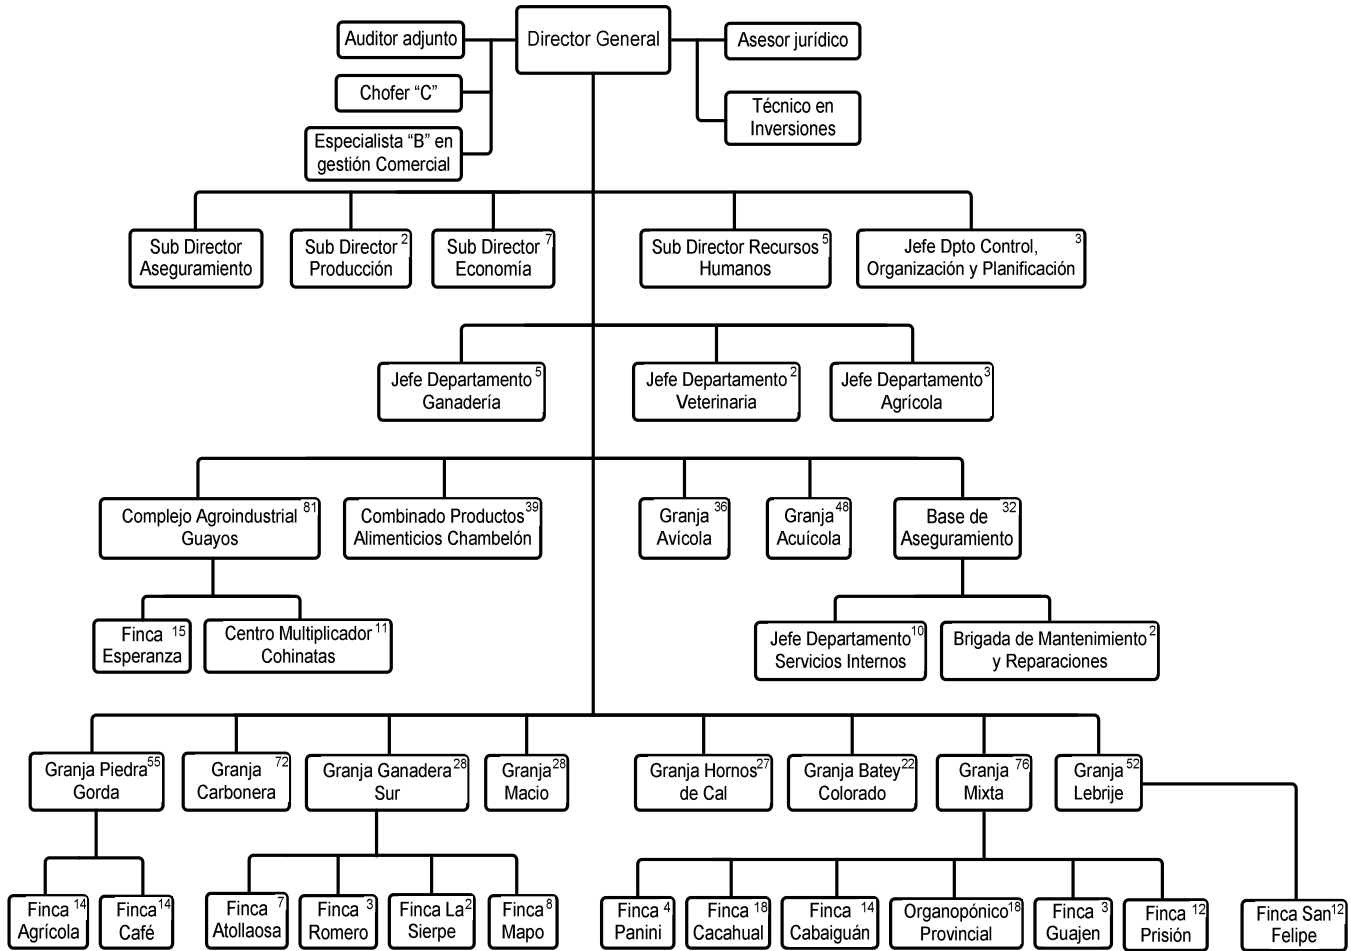 Auditor adjunto
Director General
Asesor jurídico
Chofer “C”
Técnico en
Inversiones
Especialista “B” en
gestión Comercial
Sub Director
Aseguramiento
Sub Director 2
Producción
Sub Director 7
Economía
Sub Director Recursos 5
Humanos
Jefe Dpto Control, 3
Organización y Planificación
Jefe Departamento 5
Ganadería
Jefe Departamento 2
Veterinaria
Jefe Departamento 3
Agrícola
Complejo Agroindustrial 81
Guayos
Combinado Productos 39
Alimenticios Chambelón
Granja 36
Avícola
Granja 48
Acuícola
Base de 32
Aseguramiento
Finca 15
Esperanza
Centro Multiplicador 11
Cohinatas
Jefe Departamento 10
Servicios Internos
Brigada de Mantenimiento 2
y Reparaciones
Granja Piedra 55
Gorda
Granja 72
Carbonera
Granja Ganadera 28
Sur
Granja 28
Macio
Granja Hornos 27
de Cal
Granja Batey 22
Colorado
Granja 76
Mixta
Granja 52
Lebrije
Finca 14
Agrícola
Finca 14
Café
Finca 7
Atollaosa
Finca 3
Romero
Finca La 2
Sierpe
Finca 8
Mapo
Finca 4
Panini
Finca 18
Cacahual
Finca 14
Cabaiguán
Organopónico 18
Provincial
Finca 3
Guajen
Finca 12
Prisión
Finca San 12
Felipe